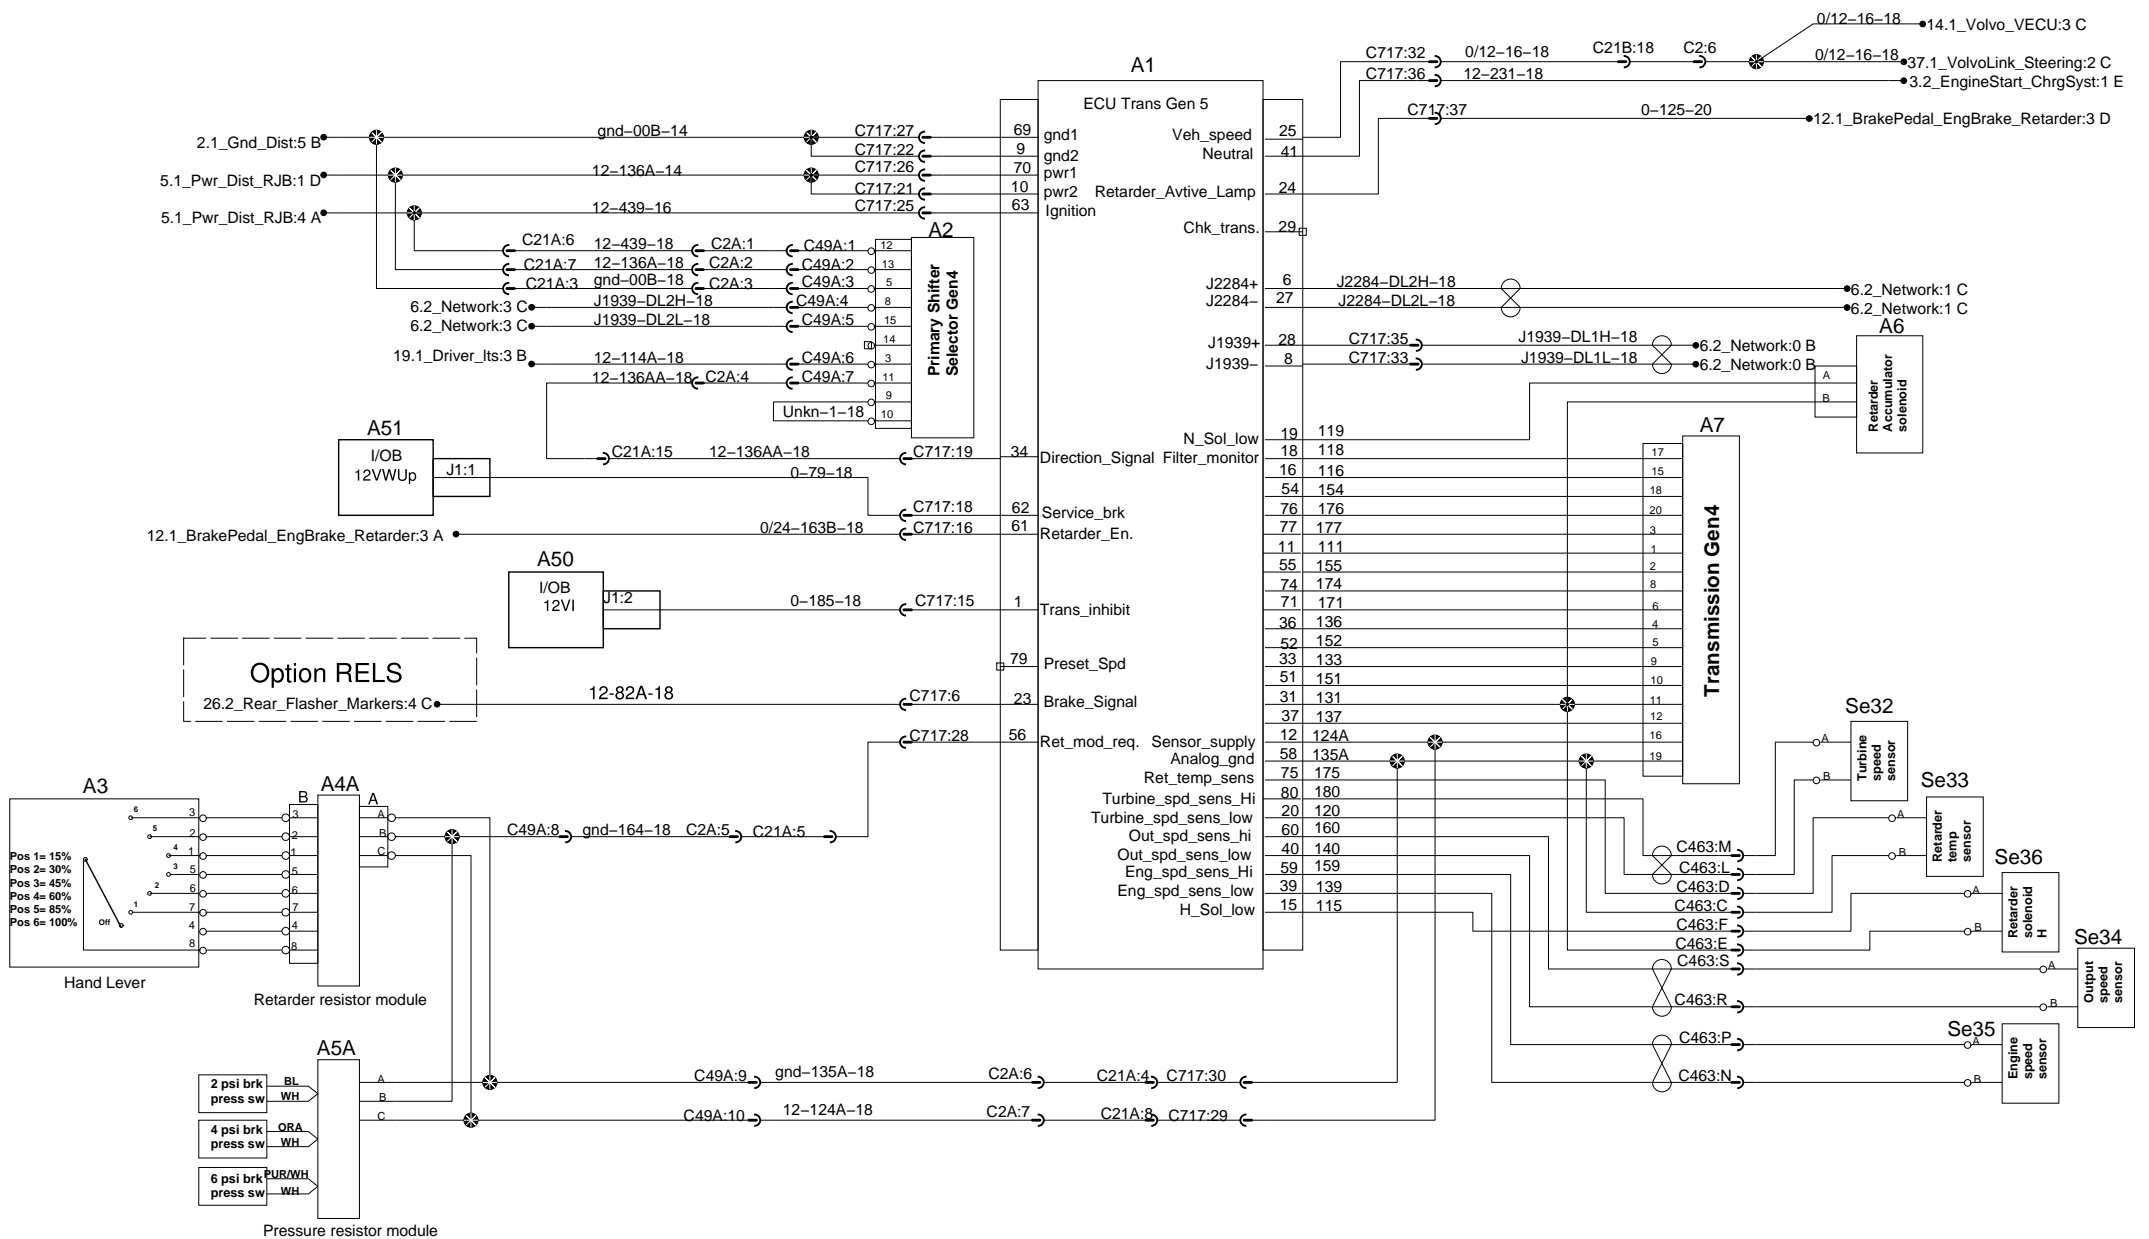 0/12–16–18
14.1_Volvo_VECU:3 C
C717:32
0/12–16–18
C21B:18
C2:6
0/12–16–18
37.1_VolvoLink_Steering:2 C
C717:36
12–231–18
3.2_EngineStart_ChrgSyst:1 E
C717:37
0–125–20
12.1_BrakePedal_EngBrake_Retarder:3 D
A1
ECU Trans Gen 5
2.1_Gnd_Dist:5 B
gnd–00B–14
C717:27
69
gnd1
C717:22
9
gnd2
5.1_Pwr_Dist_RJB:1 D
12–136A–14
C717:26
70
pwr1
C717:21
10
pwr2
5.1_Pwr_Dist_RJB:4 A
12–439–16
C717:25
63
Ignition
Veh_speed
25
Neutral
41
Retarder_Avtive_Lamp
24
Chk_trans.
29
J2284+
6
J2284–DL2H–18
6.2_Network:1 C
J2284–
27
J2284–DL2L–18
6.2_Network:1 C
J1939+
28
C717:35
J1939–DL1H–18
6.2_Network:0 B
J1939–
8
C717:33
J1939–DL1L–18
6.2_Network:0 B
A2
Primary Shifter
Selector Gen4
C21A:6
12–439–18
C2A:1
C49A:1
12
C21A:7
12–136A–18
C2A:2
C49A:2
13
C21A:3
gnd–00B–18
C2A:3
C49A:3
5
6.2_Network:3 C
J1939–DL2H–18
C49A:4
8
6.2_Network:3 C
J1939–DL2L–18
C49A:5
15
14
19.1_Driver_lts:3 B
12–114A–18
C49A:6
3
12–136AA–18
C2A:4
C49A:7
11
9
Unkn–1–18
10
A51
I/OB
12VWUp
J1:1
C21A:15
12–136AA–18
C717:19
34
Direction_Signal
0–79–18
C717:18
62
Service_brk
12.1_BrakePedal_EngBrake_Retarder:3 A
0/24–163B–18
C717:16
61
Retarder_En.
A50
I/OB
12VI
J1:2
0–185–18
C717:15
1
Trans_inhibit
79
Preset_Spd
Option RELS
26.2_Rear_Flasher_Markers:4 C
12-82A-18
C717:6
23
Brake_Signal
C717:28
56
Ret_mod_req.
A6
A
B
Retarder
Accumulator
solenoid
A7
Transmission Gen4
N_Sol_low
19
119
Filter_monitor
18
118
17
16
116
15
54
154
18
76
176
20
77
177
3
11
111
1
55
155
2
74
174
8
71
171
6
36
136
4
52
152
5
33
133
9
51
151
10
31
131
11
37
137
12
Sensor_supply
12
124A
16
Analog_gnd
58
135A
19
Ret_temp_sens
75
175
Turbine_spd_sens_Hi
80
180
Turbine_spd_sens_low
20
120
Out_spd_sens_hi
60
160
Out_spd_sens_low
40
140
Eng_spd_sens_Hi
59
159
Eng_spd_sens_low
39
139
H_Sol_low
15
115
C463:M
C463:L
C463:D
C463:C
C463:F
C463:E
C463:S
C463:R
C463:P
C463:N
Se32
A
B
Turbine
speed
sensor
Se33
A
B
Retarder
temp
sensor
Se36
A
B
Retarder
solenoid
H
Se34
A
B
Output
speed
sensor
Se35
A
B
Engine
speed
sensor
A3
Pos 1= 15%
Pos 2= 30%
Pos 3= 45%
Pos 4= 60%
Pos 5= 85%
Pos 6= 100%
6
5
4
3
2
1
Off
3
2
1
5
6
7
4
8
Hand Lever
B
A4A
A
3
2
1
5
6
7
4
8
A
B
C
Retarder resistor module
C49A:8
gnd–164–18
C2A:5
C21A:5
A5A
2 psi brk
press sw
BL
WH
4 psi brk
press sw
ORA
WH
6 psi brk
press sw
PUR/WH
WH
A
B
C
Pressure resistor module
C49A:9
gnd–135A–18
C2A:6
C21A:4
C717:30
C49A:10
12–124A–18
C2A:7
C21A:8
C717:29